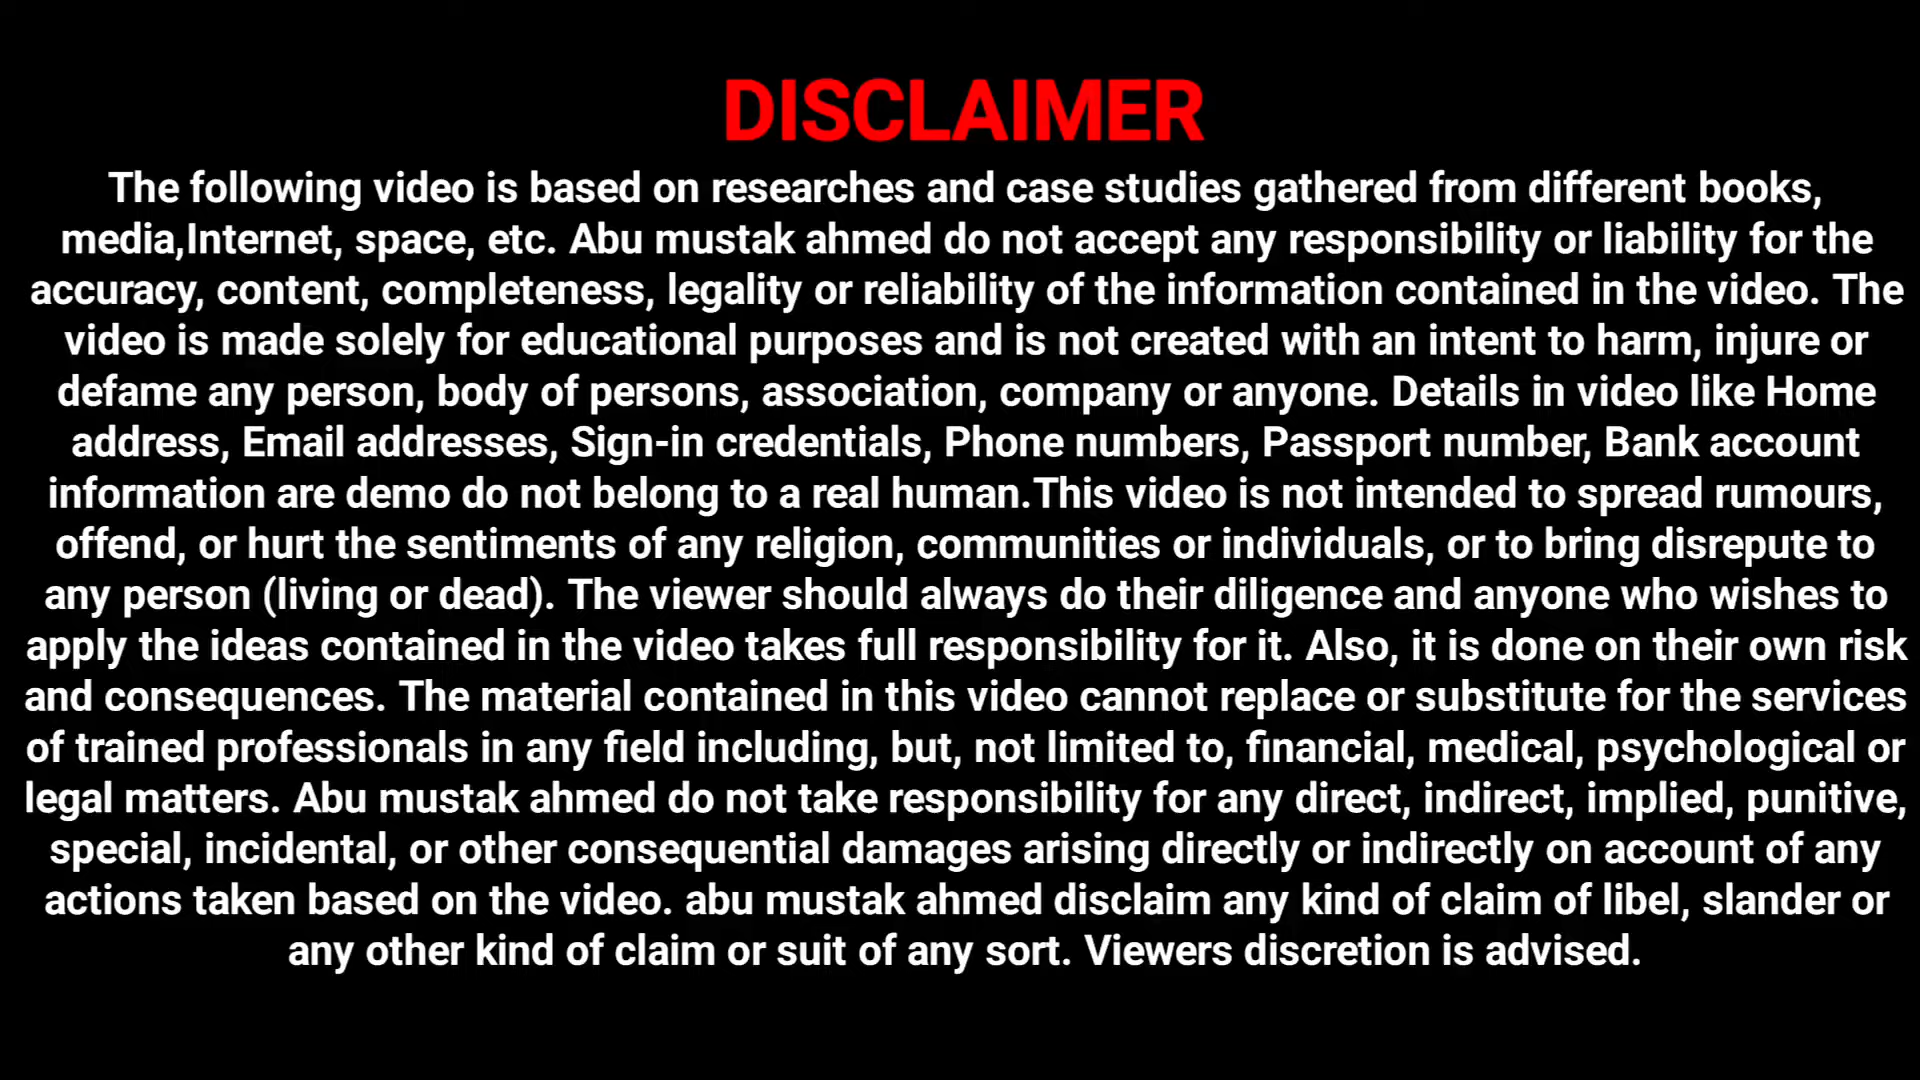 DISCLAIMER
The following video is based on researches and case studies gathered from different books,
media,Internet, space, etc. Abu mustak ahmed do not accept any responsibility or liability for the
accuracy, content, completeness, legality or reliability of the information contained in the video. The
video is made solely for educational purposes and is not created with an intent to harm, injure or
defame any person, body of persons, association, company or anyone. Details in video like Home
address, Email addresses, Sign-in credentials, Phone numbers, Passport number, Bank account
information are demo do not belong to a real human.This video is not intended to spread rumours,
offend, or hurt the sentiments of any religion, communities or individuals, or to bring disrepute to
any person (living or dead). The viewer should always do their diligence and anyone who wishes to
apply the ideas contained in the video takes full responsibility for it. Also, it is done on their own risk
and consequences. The material contained in this video cannot replace or substitute for the services
of trained professionals in any field including, but, not limited to, financial, medical, psychological or
legal matters. Abu mustak ahmed do not take responsibility for any direct, indirect, implied, punitive,
special, incidental, or other consequential damages arising directly or indirectly on account of any
actions taken based on the video. abu mustak ahmed disclaim any kind of claim of libel, slander or
any other kind of claim or suit of any sort. Viewers discretion is advised.